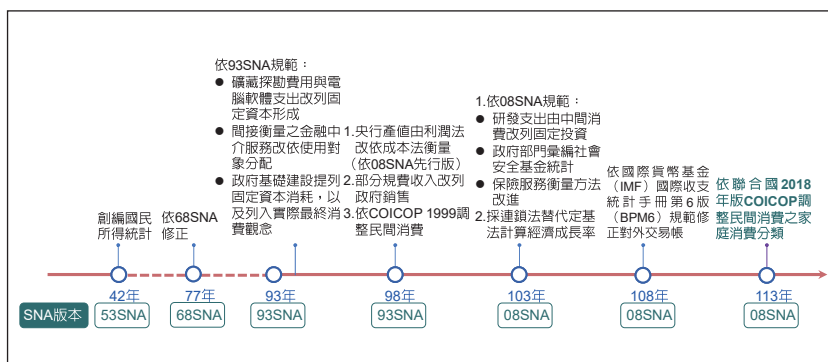 創編國民
所得統計
依68SNA
修正
依93SNA規範：
● 礦藏探勘費用與電
腦軟體支出改列固
定資本形成
● 間接衡量之金融中
介服務改依使用對
象分配
● 政府基礎建設提列
固定資本消耗，以
及列入實際最終消
費觀念
1.央行產值由利潤法
改依成本法衡量
（依08SNA先行版）
2.部分規費收入改列
政府銷售
3.依COICOP 1999調
整民間消費
1.依08SNA規範：
● 研發支出由中間消
費改列固定投資
● 政府部門彙編社會
安全基金統計
● 保險服務衡量方法
改進
2.採連鎖法替代定基
法計算經濟成長率
依國際貨幣基金
（IMF）國際收支
統計手冊第6版
（BPM6）規範修
正對外交易帳
依聯合國2018
年版COICOP調
整民間消費之家
庭消費分類
42年 77年 93年 98年 103年 108年 113年
SNA版本 53SNA 68SNA 93SNA 93SNA 08SNA 08SNA 08SNA